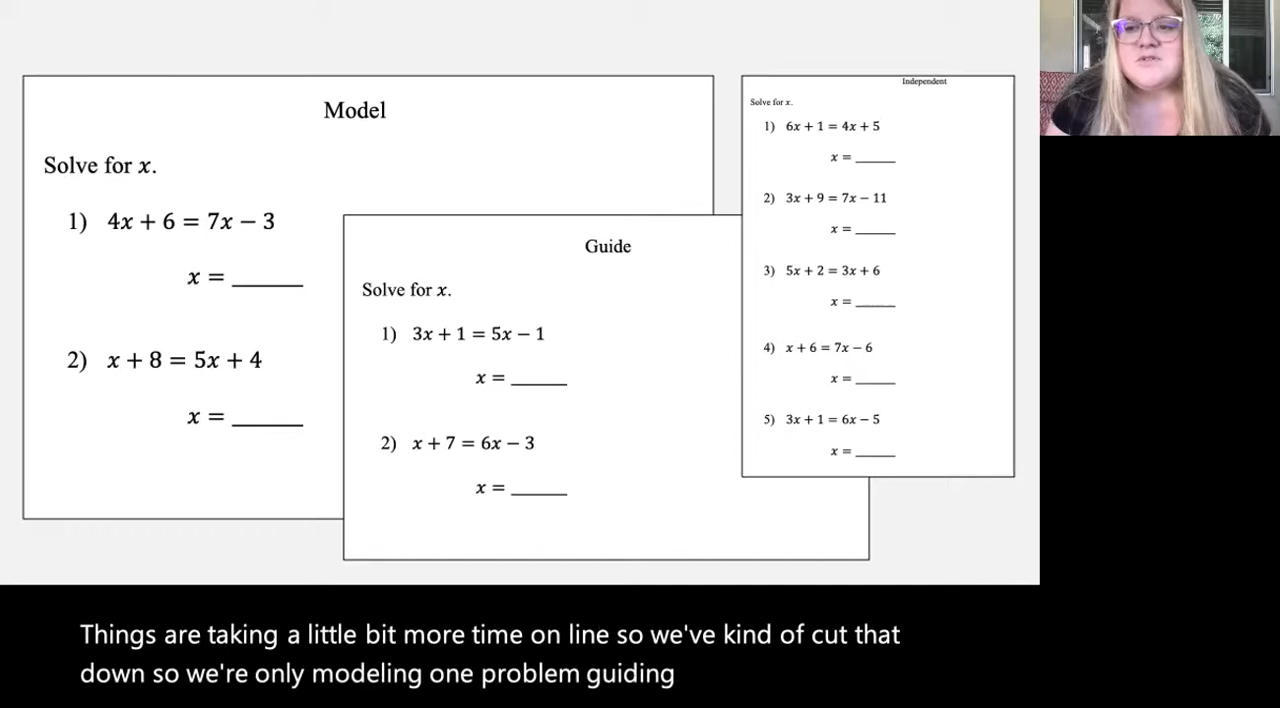 Model
Solve for x.
1) 4x + 6 = 7x − 3
x = ______
2) x + 8 = 5x + 4
x = ______
Guide
Solve for x.
1) 3x + 1 = 5x − 1
x = ______
2) x + 7 = 6x − 3
x = ______
Independent
Solve for x.
1) 6x + 1 = 4x + 5
x = ______
2) 3x + 9 = 7x − 11
x = ______
3) 5x + 2 = 3x + 6
x = ______
4) x + 6 = 7x − 6
x = ______
5) 3x + 1 = 6x − 5
x = ______
Things are taking a little bit more time on line so we've kind of cut that
down so we're only modeling one problem guiding